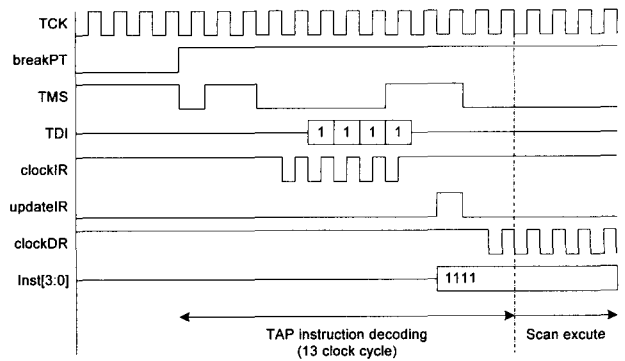 TCK
breakPT
TMS
TDI
1 1 1 1
clockIR
updateIR
clockDR
Inst[3:0]
1111
TAP instruction decoding
(13 clock cycle)
Scan excute